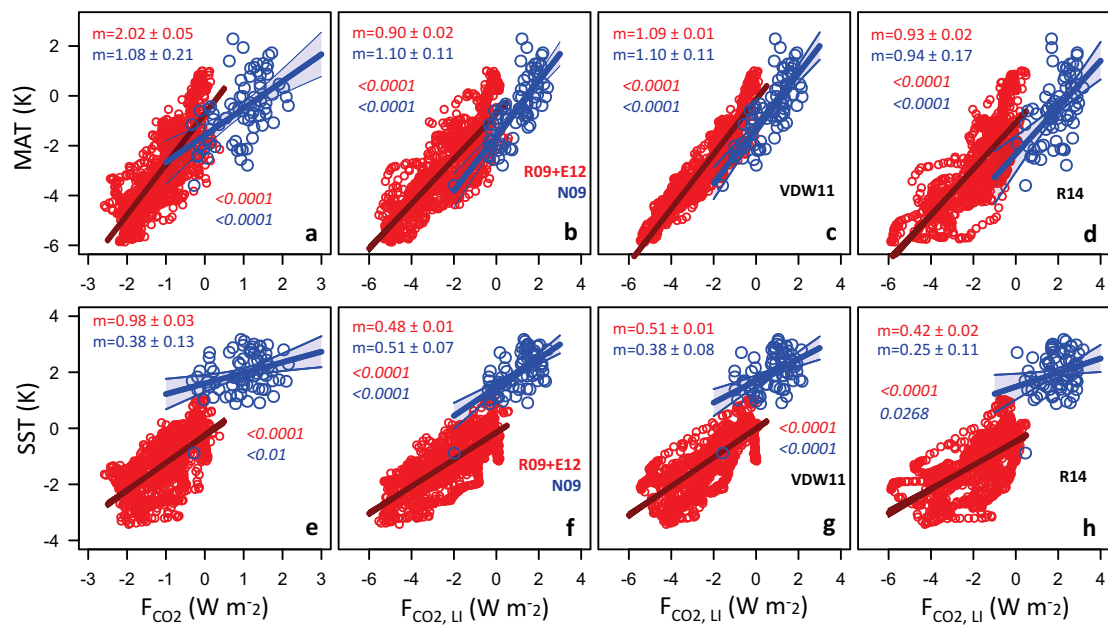 m=2.02 ± 0.05
m=1.08 ± 0.21
<0.0001
<0.0001
a
m=0.90 ± 0.02
m=1.10 ± 0.11
<0.0001
<0.0001
R09+E12
N09
b
m=1.09 ± 0.01
m=1.10 ± 0.11
<0.0001
<0.0001
VDW11
c
m=0.93 ± 0.02
m=0.94 ± 0.17
<0.0001
<0.0001
R14
d
MAT (K)
2
0
-2
-4
-6
-3 -2 -1 0 1 2 3
-6 -4 -2 0 2 4
-6 -4 -2 0 2 4
-6 -4 -2 0 2 4
m=0.98 ± 0.03
m=0.38 ± 0.13
<0.0001
<0.01
e
m=0.48 ± 0.01
m=0.51 ± 0.07
<0.0001
<0.0001
R09+E12
N09
f
m=0.51 ± 0.01
m=0.38 ± 0.08
<0.0001
<0.0001
VDW11
g
m=0.42 ± 0.02
m=0.25 ± 0.11
<0.0001
0.0268
R14
h
SST (K)
4
2
0
-2
-4
-3 -2 -1 0 1 2 3
-6 -4 -2 0 2 4
-6 -4 -2 0 2 4
-6 -4 -2 0 2 4
FCO2 (W m-2)
FCO2, LI (W m-2)
FCO2, LI (W m-2)
FCO2, LI (W m-2)